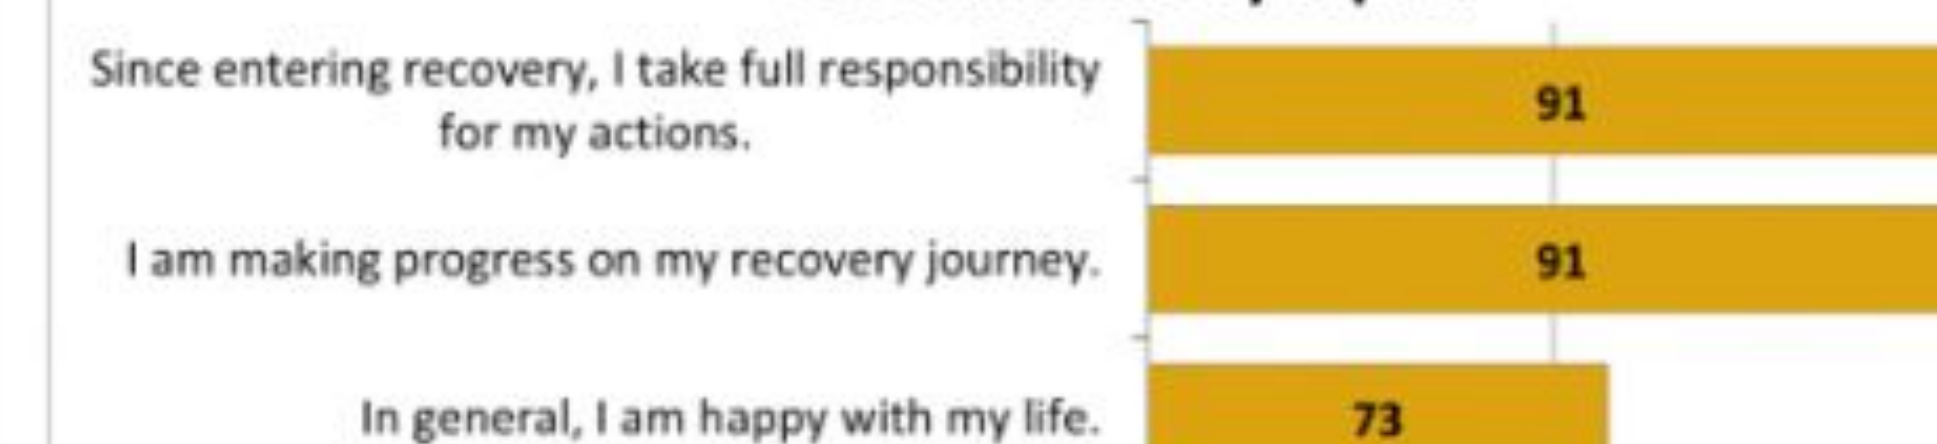 Since entering recovery, I take full responsibility
for my actions.
91
I am making progress on my recovery journey.
91
In general, I am happy with my life.
73